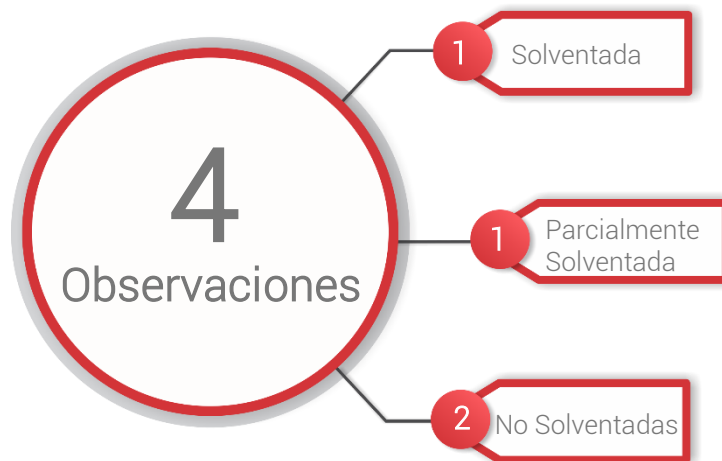 4
Observaciones
1
Solventada
1
Parcialmente
Solventada
2
No Solventadas